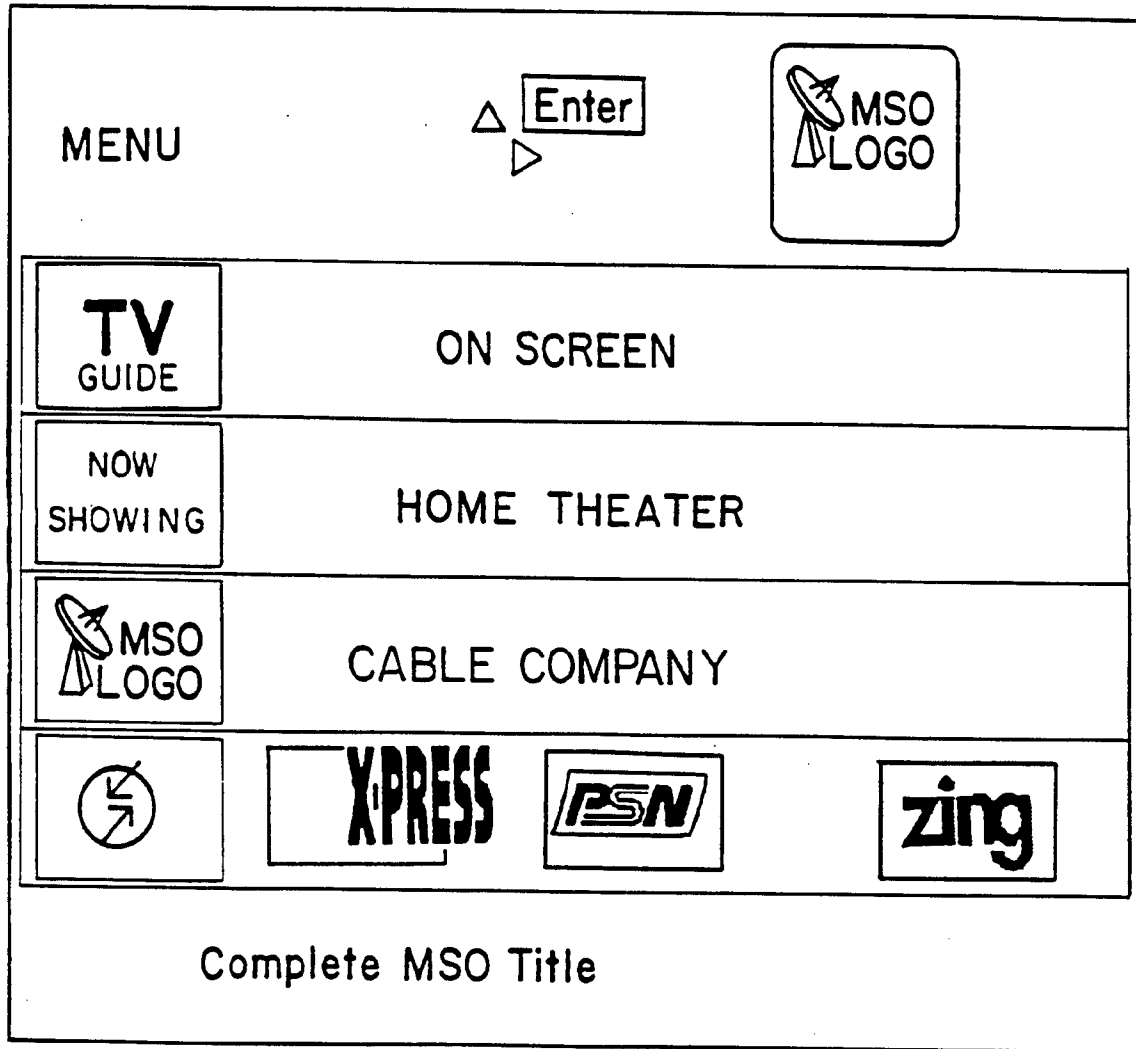 MENU
Enter
MSO
LOGO
TV
GUIDE
ON SCREEN
NOW
SHOWING
HOME THEATER
MSO
LOGO
CABLE COMPANY
X-PRESS
PSN
zing
Complete MSO Title